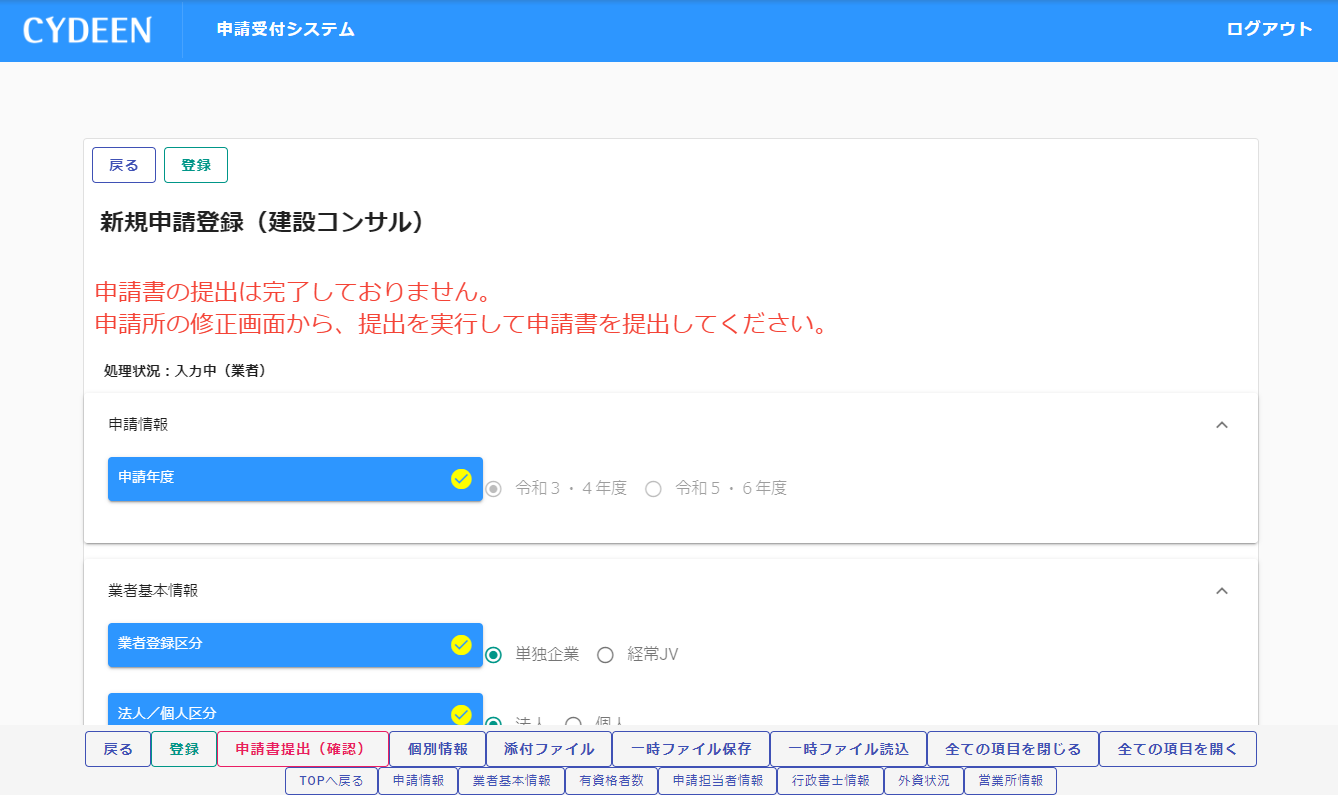 CYDEEN 申請受付システム ログアウト
戻る 登録
新規申請登録（建設コンサル）
申請書の提出は完了しておりません。
申請所の修正画面から、提出を実行して申請書を提出してください。
処理状況：入力中（業者）
申請情報
申請年度 令和３・４年度 令和５・６年度
業者基本情報
業者登録区分 単独企業 経常JV
法人／個人区分 法人 個人
戻る 登録 申請書提出（確認） 個別情報 添付ファイル 一時ファイル保存 一時ファイル読込 全ての項目を閉じる 全ての項目を開く
TOPへ戻る 申請情報 業者基本情報 有資格者数 申請担当者情報 行政書士情報 外資状況 営業所情報